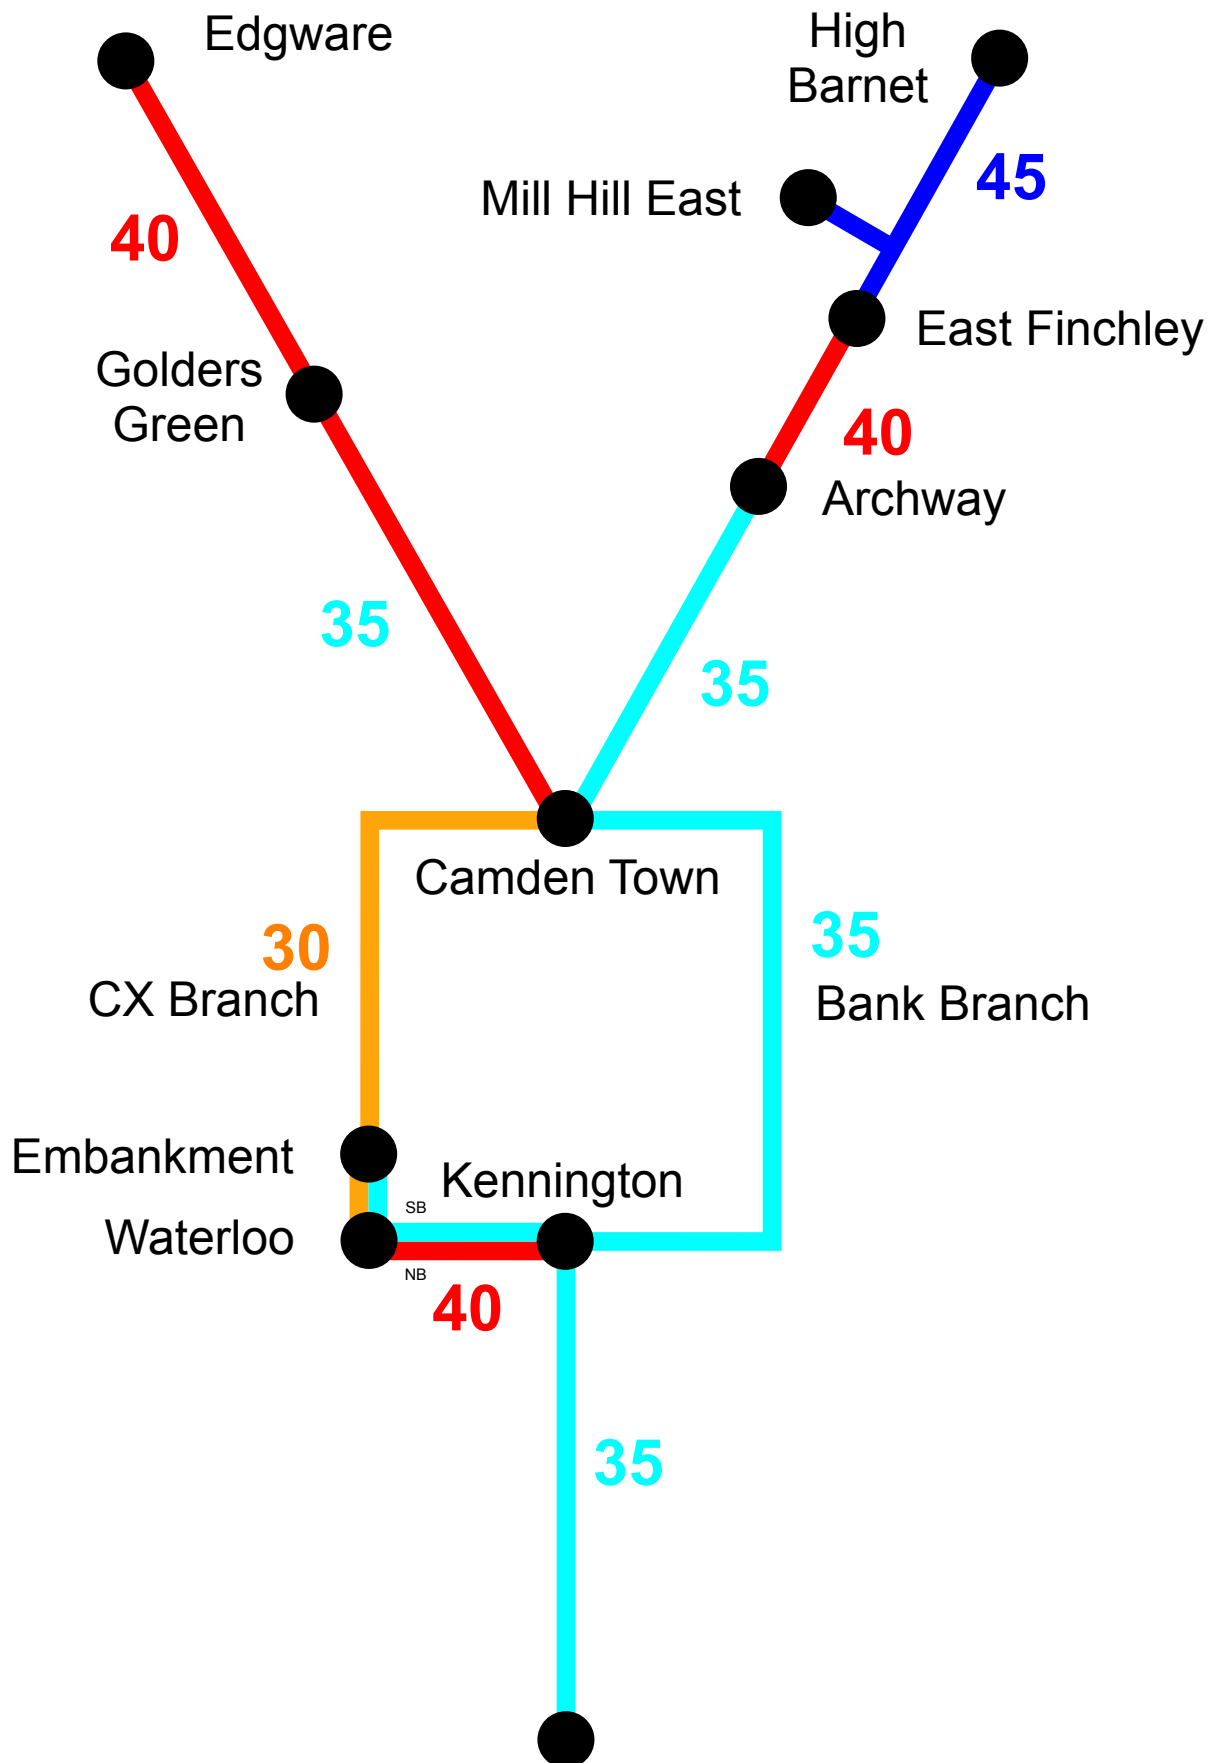 Edgware
High
Barnet
45
Mill Hill East
40
East Finchley
Golders
Green
40
Archway
35
35
Camden Town
30
35
CX Branch
Bank Branch
Embankment
Kennington
SB
Waterloo
NB
40
35